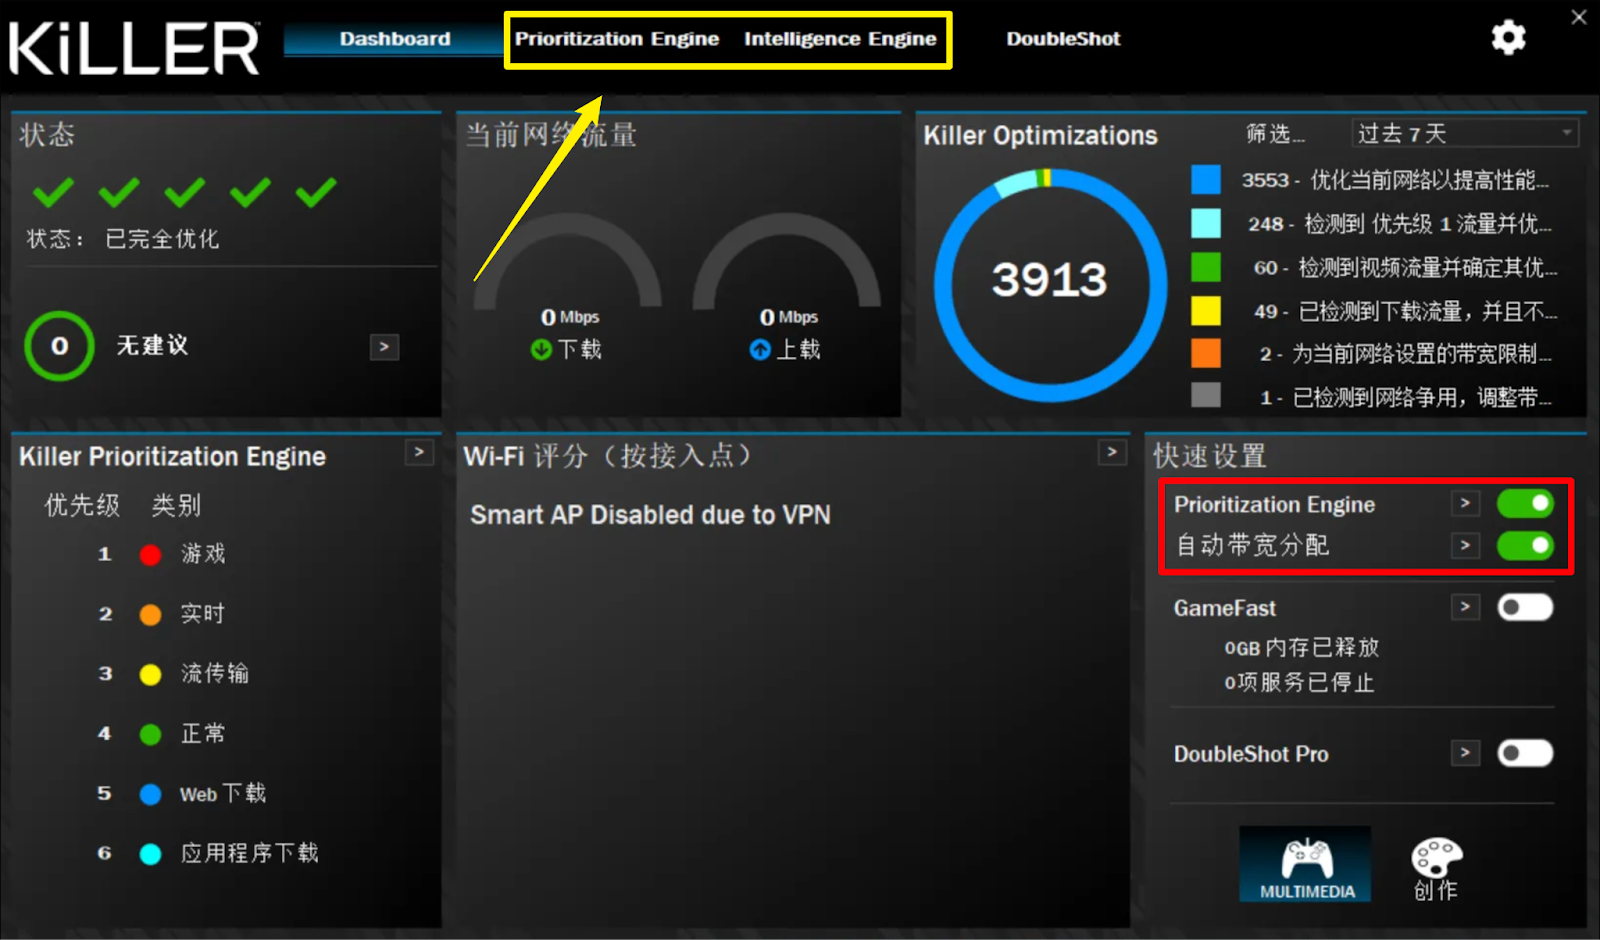 KiLLER
Dashboard
Prioritization Engine
Intelligence Engine
DoubleShot
状态
状态： 已完全优化
0 无建议 >
当前网络流量
0 Mbps
下载
0 Mbps
上载
Killer Optimizations
筛选...
过去 7 天
3913
3553 - 优化当前网络以提高性能...
248 - 检测到 优先级 1 流量并优...
60 - 检测到视频流量并确定其优...
49 - 已检测到下载流量，并且不...
2 - 为当前网络设置的带宽限制...
1 - 已检测到网络争用，调整带...
Killer Prioritization Engine >
优先级 类别
1 游戏
2 实时
3 流传输
4 正常
5 Web 下载
6 应用程序下载
Wi-Fi 评分（按接入点） >
Smart AP Disabled due to VPN
快速设置
Prioritization Engine >
自动带宽分配 >
GameFast >
0GB 内存已释放
0项服务已停止
DoubleShot Pro >
MULTIMEDIA
创作